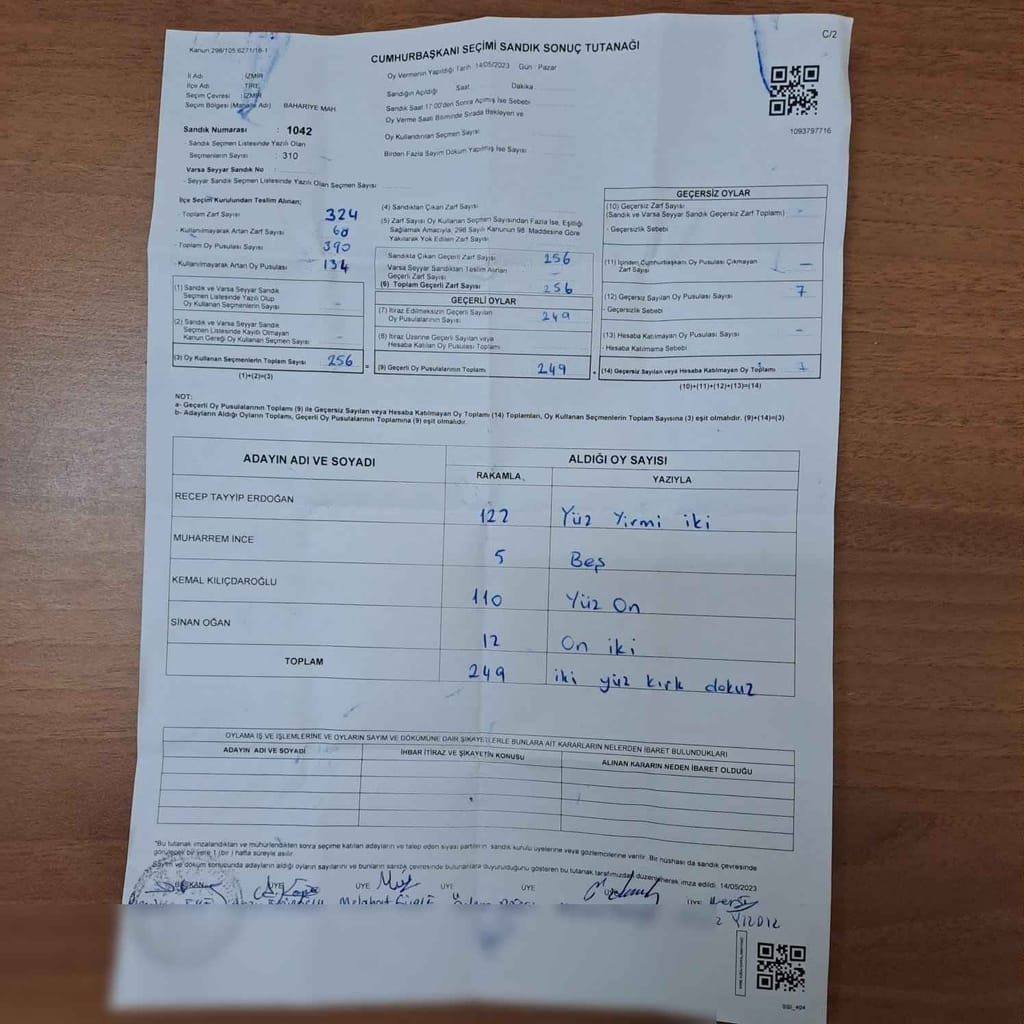 Kanun 298/105 6271/18-1
CUMHURBAŞKANI SEÇİMİ SANDIK SONUÇ TUTANAĞI
C/2
Oy Vermenin Yapıldığı Tarih 14/05/2023 Gün : Pazar
İl Adı : İZMİR
İlçe Adı : TİRE
Seçim Çevresi : İZMİR
Seçim Bölgesi (Mahalle Adı) BAHARİYE MAH
Sandığın Açıldığı Saat Dakika
Sandık Saat 17:00'den Sonra Açılmış İse Sebebi
Oy Verme Saati Bitiminde Sırada Bekleyen ve
Oy Kullandırılan Seçmen Sayısı
Birden Fazla Sayım Döküm Yapılmış İse Sayısı
1093797716
Sandık Numarası : 1042
- Sandık Seçmen Listesinde Yazılı Olan
Seçmenlerin Sayısı : 310
Varsa Seyyar Sandık No
- Seyyar Sandık Seçmen Listesinde Yazılı Olan Seçmen Sayısı
İlçe Seçim Kurulundan Teslim Alınan;
- Toplam Zarf Sayısı 324
- Kullanılmayarak Artan Zarf Sayısı 68
- Toplam Oy Pusulası Sayısı 390
- Kullanılmayarak Artan Oy Pusulası 134
(1) Sandık ve Varsa Seyyar Sandık
Seçmen Listesinde Yazılı Olup
Oy Kullanan Seçmenlerin Sayısı -
(2) Sandık ve Varsa Seyyar Sandık
Seçmen Listesinde Kayıtlı Olmayan
Kanun Gereği Oy Kullanan Seçmen Sayısı -
(3) Oy Kullanan Seçmenlerin Toplam Sayısı 256
(1)+(2)=(3)
(4) Sandıktan Çıkan Zarf Sayısı
(5) Zarf Sayısı Oy Kullanan Seçmen Sayısından Fazla İse, Eşitliği
Sağlamak Amacıyla, 298 Sayılı Kanunun 98. Maddesine Göre
Yakılarak Yok Edilen Zarf Sayısı
Sandıkta Çıkan Geçerli Zarf Sayısı 256
Varsa Seyyar Sandıktan Teslim Alınan
Geçerli Zarf Sayısı -
(6) Toplam Geçerli Zarf Sayısı 256
GEÇERLİ OYLAR
(7) İtiraz Edilmeksizin Geçerli Sayılan
Oy Pusulalarının Sayısı 249
(8) İtiraz Üzerine Geçerli Sayılan veya
Hesaba Katılan Oy Pusulası Toplamı
= (9) Geçerli Oy Pusulalarının Toplamı 249
GEÇERSİZ OYLAR
(10) Geçersiz Zarf Sayısı
(Sandık ve Varsa Seyyar Sandık Geçersiz Zarf Toplamı) -
- Geçersizlik Sebebi
(11) İçinden Cumhurbaşkanı Oy Pusulası Çıkmayan
Zarf Sayısı -
(12) Geçersiz Sayılan Oy Pusulası Sayısı 7
- Geçersizlik Sebebi
(13) Hesaba Katılmayan Oy Pusulası Sayısı -
- Hesaba Katılmama Sebebi
+ (14) Geçersiz Sayılan veya Hesaba Katılmayan Oy Toplamı 7
(10)+(11)+(12)+(13)=(14)
NOT:
a- Geçerli Oy Pusulalarının Toplamı (9) ile Geçersiz Sayılan veya Hesaba Katılmayan Oy Toplamı (14) Toplamları, Oy Kullanan Seçmenlerin Toplam Sayısına (3) eşit olmalıdır. (9)+(14)=(3)
b- Adayların Aldığı Oyların Toplamı, Geçerli Oy Pusulalarının Toplamına (9) eşit olmalıdır.
ADAYIN ADI VE SOYADI
ALDIĞI OY SAYISI
RAKAMLA YAZIYLA
RECEP TAYYİP ERDOĞAN 122 Yüz Yirmi iki
MUHARREM İNCE 5 Beş
KEMAL KILIÇDAROĞLU 110 Yüz On
SİNAN OĞAN 12 On iki
TOPLAM 249 iki yüz kırk dokuz
OYLAMA İŞ VE İŞLEMLERİNE VE OYLARIN SAYIM VE DÖKÜMÜNE DAİR ŞİKAYETLERLE BUNLARA AİT KARARLARIN NELERDEN İBARET BULUNDUKLARI
ADAYIN ADI VE SOYADI İHBAR İTİRAZ VE ŞİKAYETİN KONUSU ALINAN KARARIN NEDEN İBARET OLDUĞU
*Bu tutanak imzalandıktan ve mühürlendikten sonra seçime katılan adayların ve talep eden siyasi partilerin sandık kurulu üyelerine veya gözlemcilerine verilir. Bir nüshası da sandık çevresinde
görülecek bir yere 1 (bir) hafta süreyle asılır.
Sayım ve döküm sonucunda adayların aldığı oyların sayılarını ve bunların sandık çevresinde bulunanlara duyurulduğunu gösteren bu tutanak tarafımızdan düzenlenerek imza edildi. 14/05/2023
BAŞKAN ÜYE ÜYE ÜYE ÜYE ÜYE